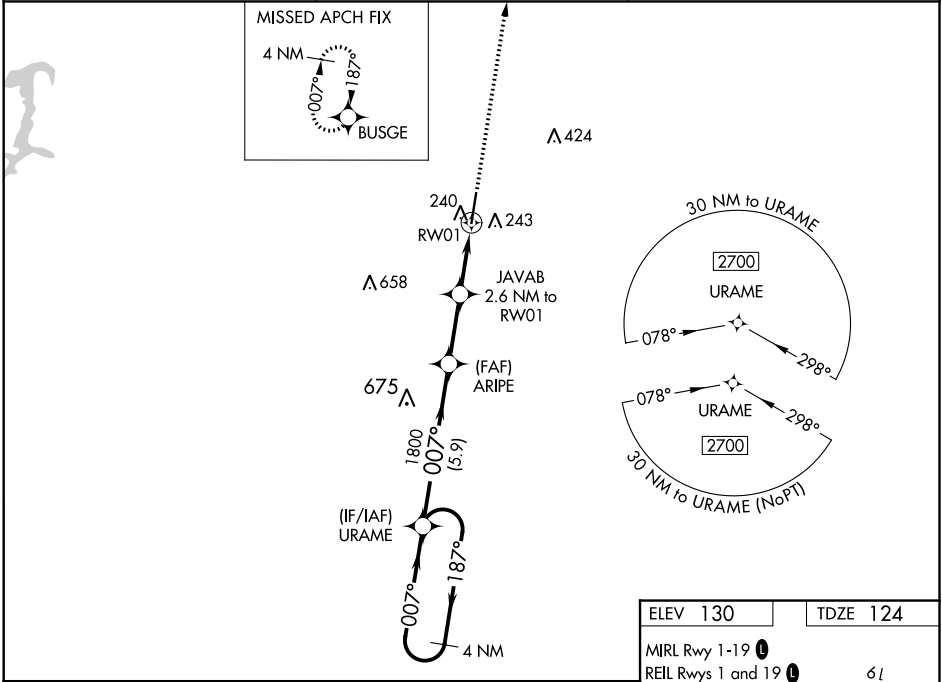 MISSED APCH FIX
4 NM
007°
187°
BUSGE
424
240
243
RW01
658
JAVAB
2.6 NM to
RW01
(FAF)
ARIPE
675
1800
007°
(5.9)
(IF/IAF)
URAME
007°
187°
4 NM
30 NM to URAME
2700
URAME
078°
298°
078°
298°
URAME
2700
30 NM to URAME (NoPT)
ELEV 130
TDZE 124
MIRL Rwy 1-19 L
REIL Rwys 1 and 19 L